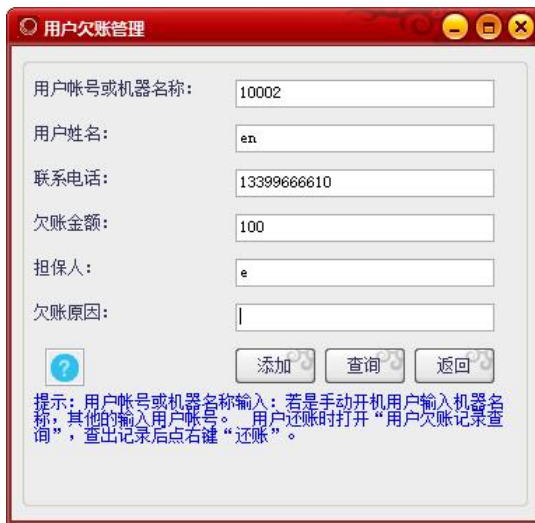 用户欠账管理
用户帐号或机器名称: 10002
用户姓名: en
联系电话: 13399666610
欠账金额: 100
担保人: e
欠账原因:
? 添加 查询 返回
提示: 用户帐号或机器名称输入: 若是手动开机用户输入机器名
称, 其他的输入用户帐号。 用户还账时打开“用户欠账记录查
询”, 查出记录后点右键“还账”。